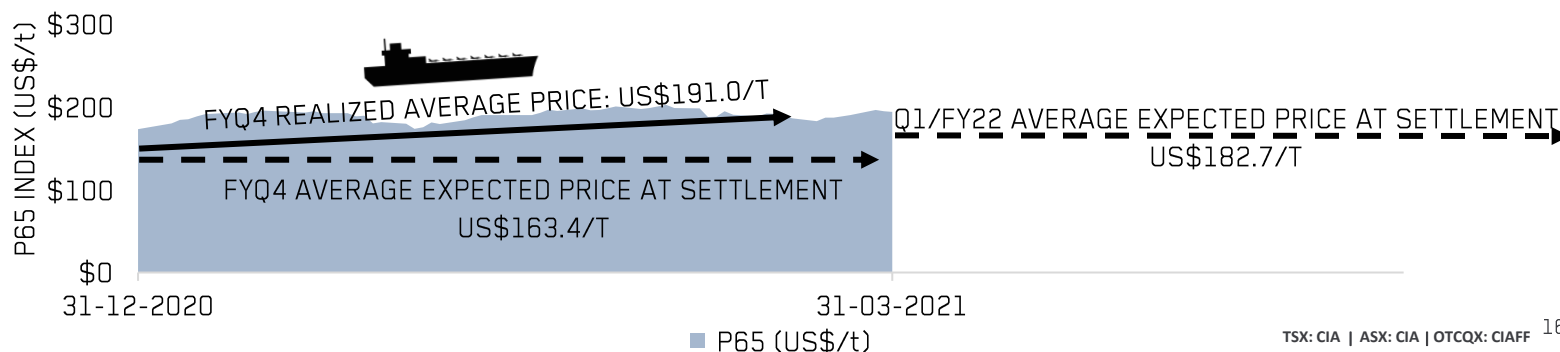 P65 INDEX (US$/t)
$300
$200
$100
$0
FYQ4 REALIZED AVERAGE PRICE: US$191.0/T
FYQ4 AVERAGE EXPECTED PRICE AT SETTLEMENT
US$163.4/T
Q1/FY22 AVERAGE EXPECTED PRICE AT SETTLEMENT
US$182.7/T
31-12-2020
31-03-2021
P65 (US$/t)
TSX: CIA | ASX: CIA | OTCQX: CIAFF